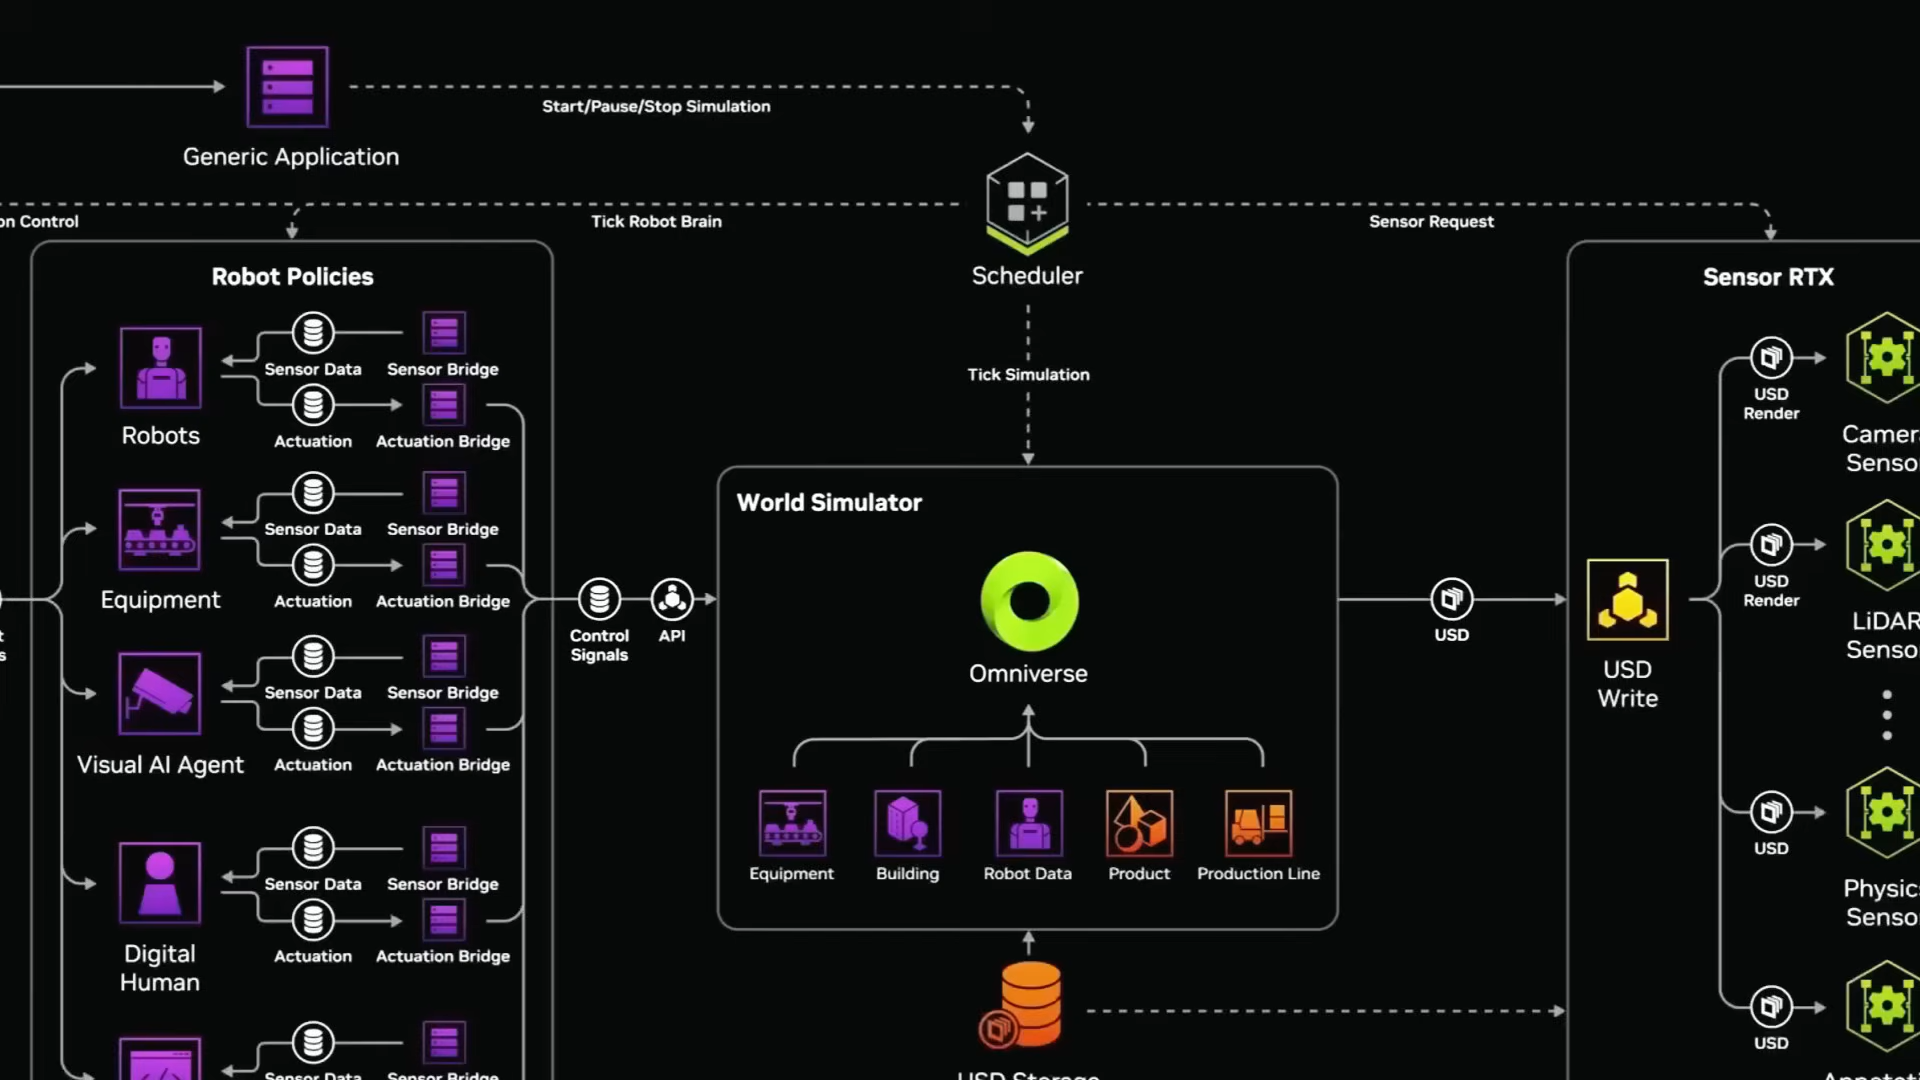 Generic Application
Start/Pause/Stop Simulation
on Control
Tick Robot Brain
Sensor Request
Scheduler
Tick Simulation
Robot Policies
Robots
Sensor Data
Sensor Bridge
Actuation
Actuation Bridge
Equipment
Sensor Data
Sensor Bridge
Actuation
Actuation Bridge
Visual AI Agent
Sensor Data
Sensor Bridge
Actuation
Actuation Bridge
Digital
Human
Sensor Data
Sensor Bridge
Actuation
Actuation Bridge
Sensor Data
Sensor Bridge
Control
Signals
API
World Simulator
Omniverse
Equipment
Building
Robot Data
Product
Production Line
USD Storage
USD
Sensor RTX
USD
Write
USD
Render
Camera
Senso
USD
Render
LiDAR
Senso
USD
Physics
Senso
USD